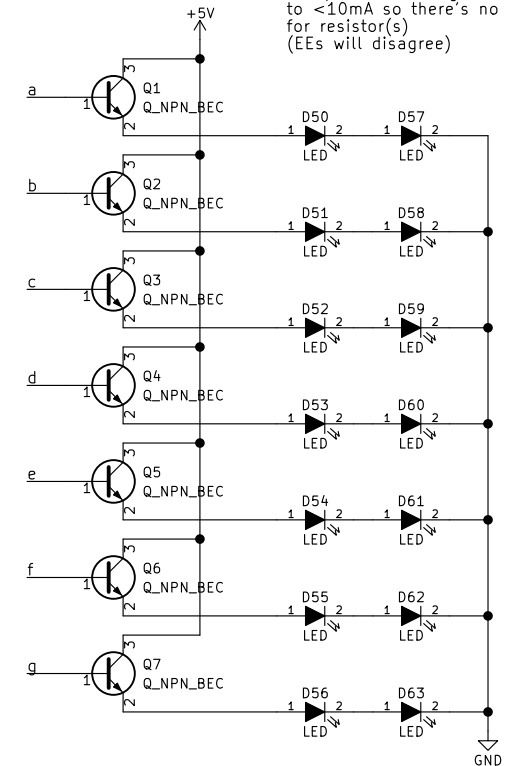 to <10mA so there's no
for resistor(s)
(EEs will disagree)
+5V
3
a
1
Q1
Q_NPN_BEC
2
1
D50
2
LED
1
D57
2
LED
3
b
1
Q2
Q_NPN_BEC
2
1
D51
2
LED
1
D58
2
LED
3
c
1
Q3
Q_NPN_BEC
2
1
D52
2
LED
1
D59
2
LED
3
d
1
Q4
Q_NPN_BEC
2
1
D53
2
LED
1
D60
2
LED
3
e
1
Q5
Q_NPN_BEC
2
1
D54
2
LED
1
D61
2
LED
3
f
1
Q6
Q_NPN_BEC
2
1
D55
2
LED
1
D62
2
LED
3
g
1
Q7
Q_NPN_BEC
2
1
D56
2
LED
1
D63
2
LED
GND